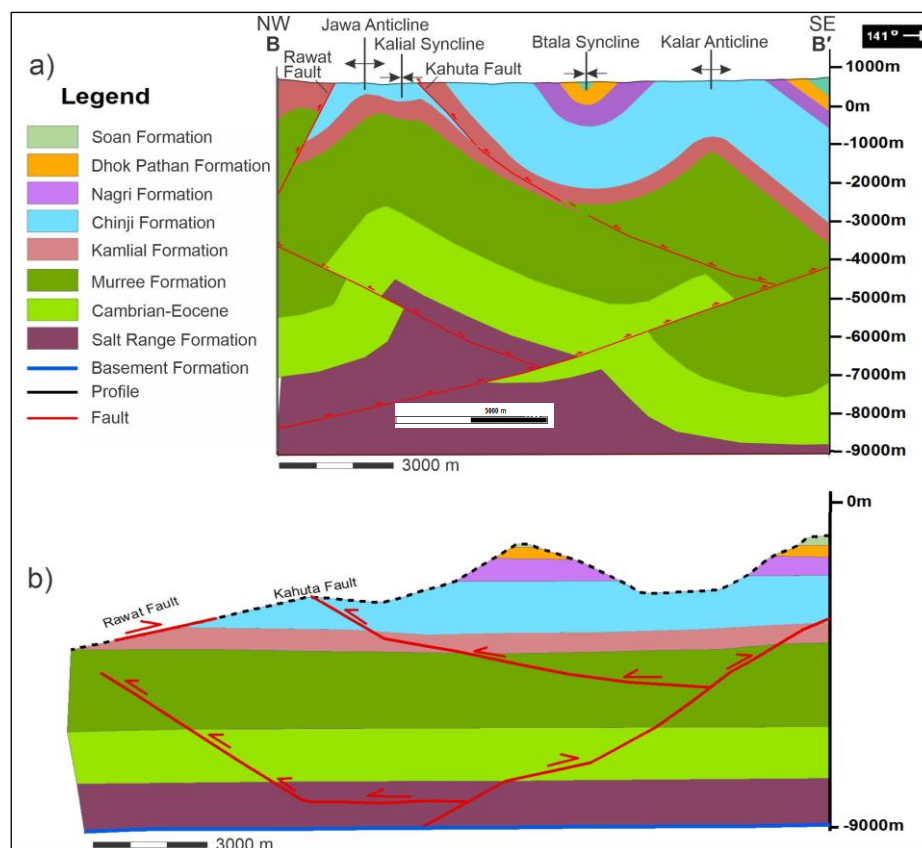 NW
B
Jawa Anticline
Kalial Syncline
Rawat
Fault
Kahuta Fault
Btala Syncline
Kalar Anticline
SE
B'
141°
a)
Legend
Soan Formation
Dhok Pathan Formation
Nagri Formation
Chinji Formation
Kamlial Formation
Murree Formation
Cambrian-Eocene
Salt Range Formation
Basement Formation
Profile
Fault
1000m
0m
-1000m
-2000m
-3000m
-4000m
-5000m
-6000m
-7000m
-8000m
-9000m
5000 m
3000 m
b)
0m
Rawat Fault
Kahuta Fault
-9000m
3000 m